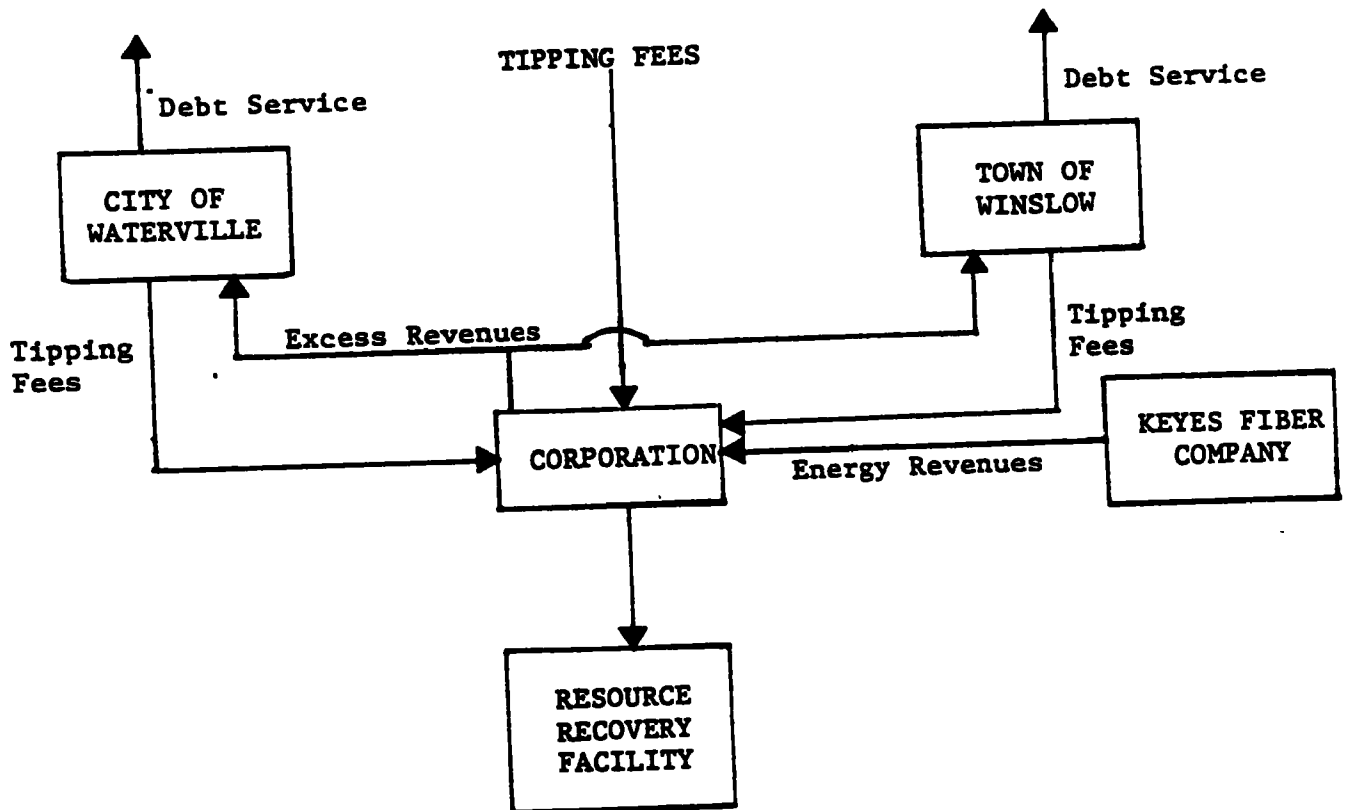 TIPPING FEES
Debt Service
Debt Service
CITY OF
WATERVILLE
TOWN OF
WINSLOW
Excess Revenues
Tipping
Fees
Tipping
Fees
KEYES FIBER
COMPANY
CORPORATION
Energy Revenues
RESOURCE
RECOVERY
FACILITY